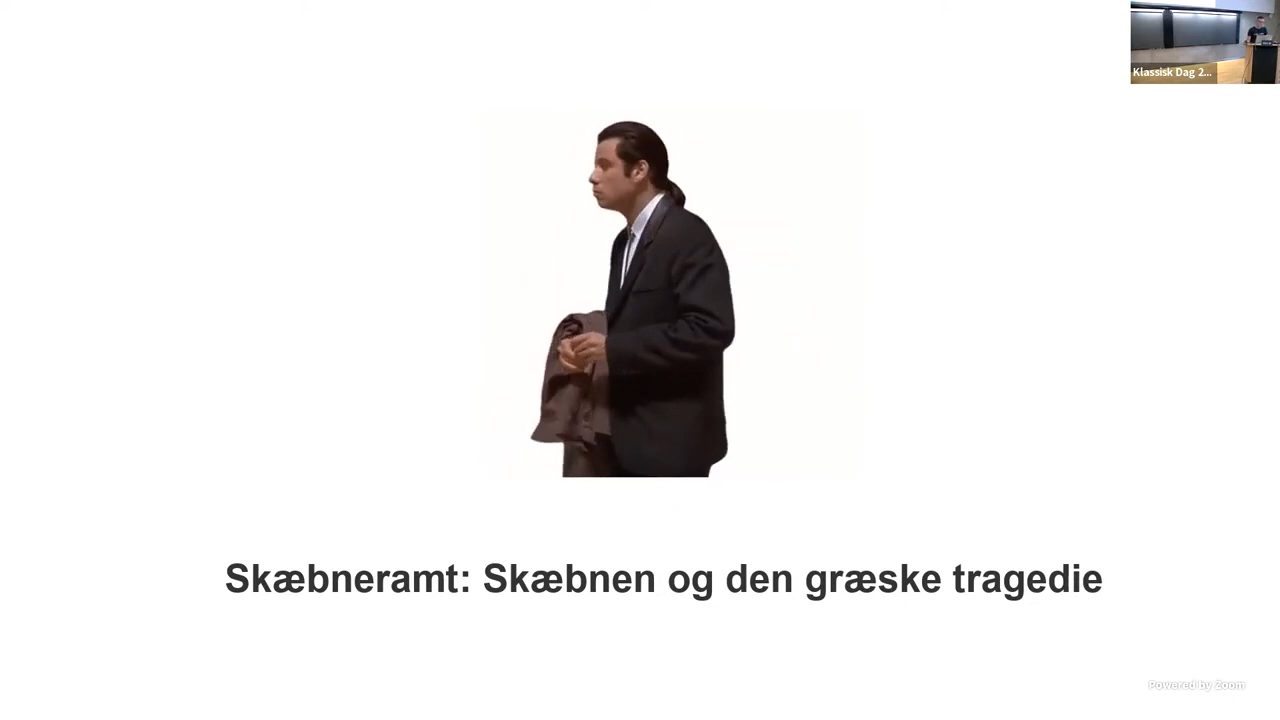 Klassisk Dag 2...
Skæbneramt: Skæbnen og den græske tragedie
Powered by Zoom